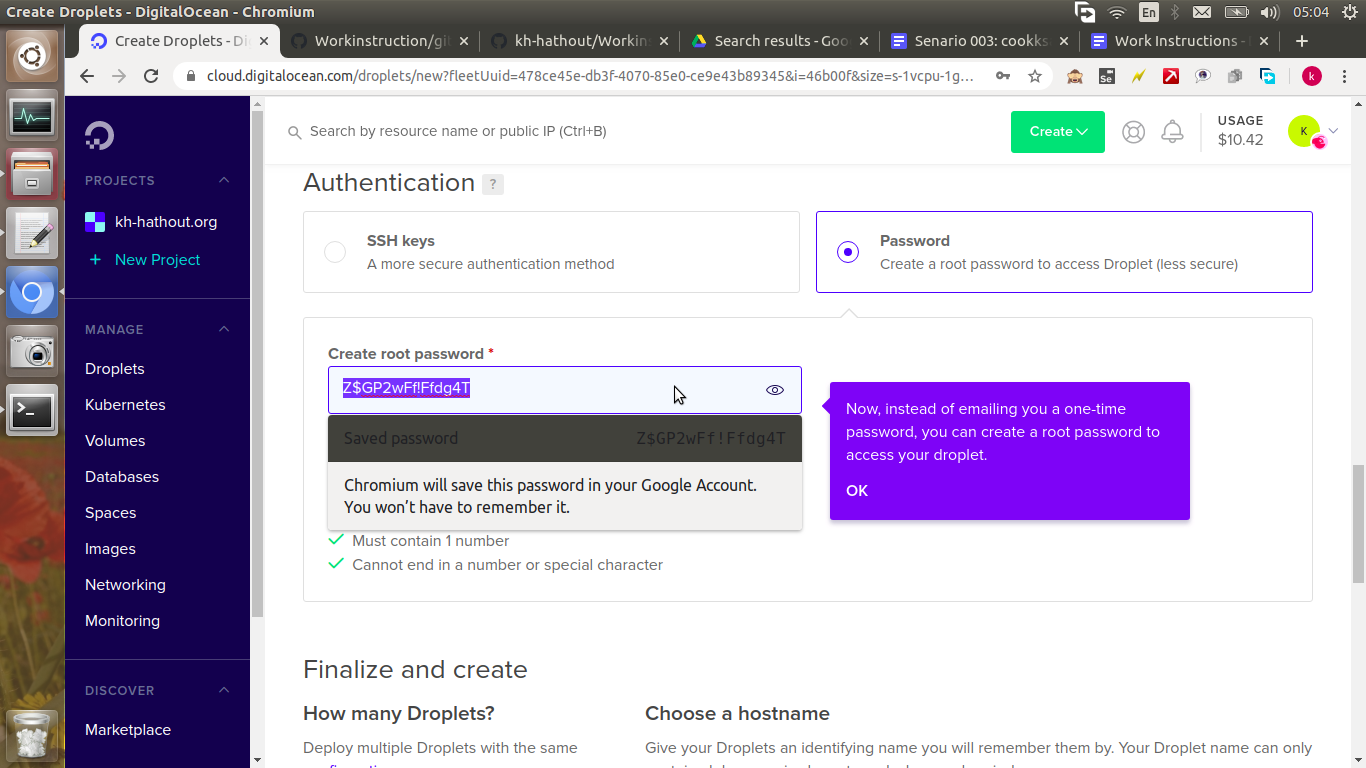 Create Droplets - DigitalOcean - Chromium
En
05:04
Create Droplets - Di
Workinstruction/gi
kh-hathout/Workin
Search results - Goo
Senario 003: cookks
Work Instructions -
cloud.digitalocean.com/droplets/new?fleetUuid=478ce45e-db3f-4070-85e0-ce9e43b89345&i=46b00f&size=s-1vcpu-1g...
Se
k
Search by resource name or public IP (Ctrl+B)
Create
USAGE
$10.42
K
PROJECTS
kh-hathout.org
+ New Project
MANAGE
Droplets
Kubernetes
Volumes
Databases
Spaces
Images
Networking
Monitoring
DISCOVER
Marketplace
Authentication ?
SSH keys
A more secure authentication method
Password
Create a root password to access Droplet (less secure)
Create root password *
Z$GP2wFf!Ffdg4T
Saved password Z$GP2wFf!Ffdg4T
Chromium will save this password in your Google Account.
You won’t have to remember it.
Must contain 1 number
Cannot end in a number or special character
Now, instead of emailing you a one-time
password, you can create a root password to
access your droplet.
OK
Finalize and create
How many Droplets?
Deploy multiple Droplets with the same
Choose a hostname
Give your Droplets an identifying name you will remember them by. Your Droplet name can only